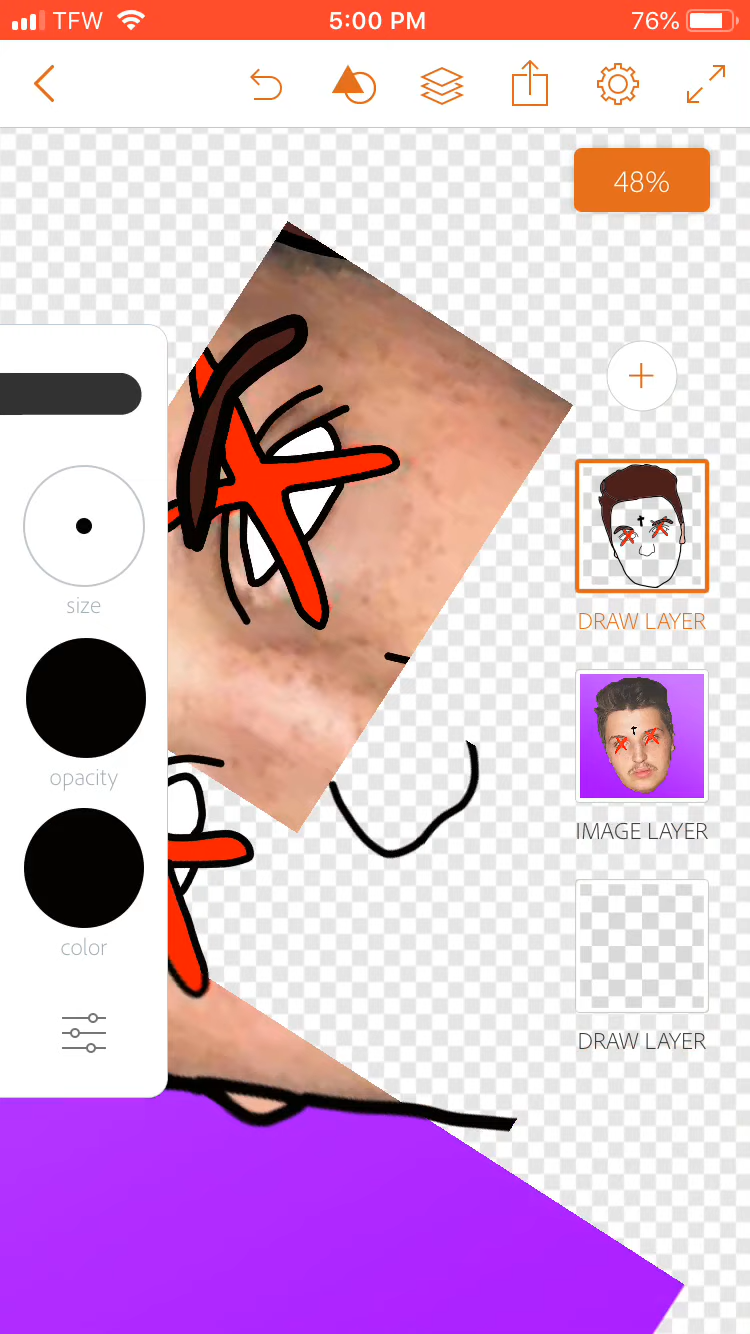 TFW 5:00 PM 76%
48%
size
opacity
color
DRAW LAYER
IMAGE LAYER
DRAW LAYER